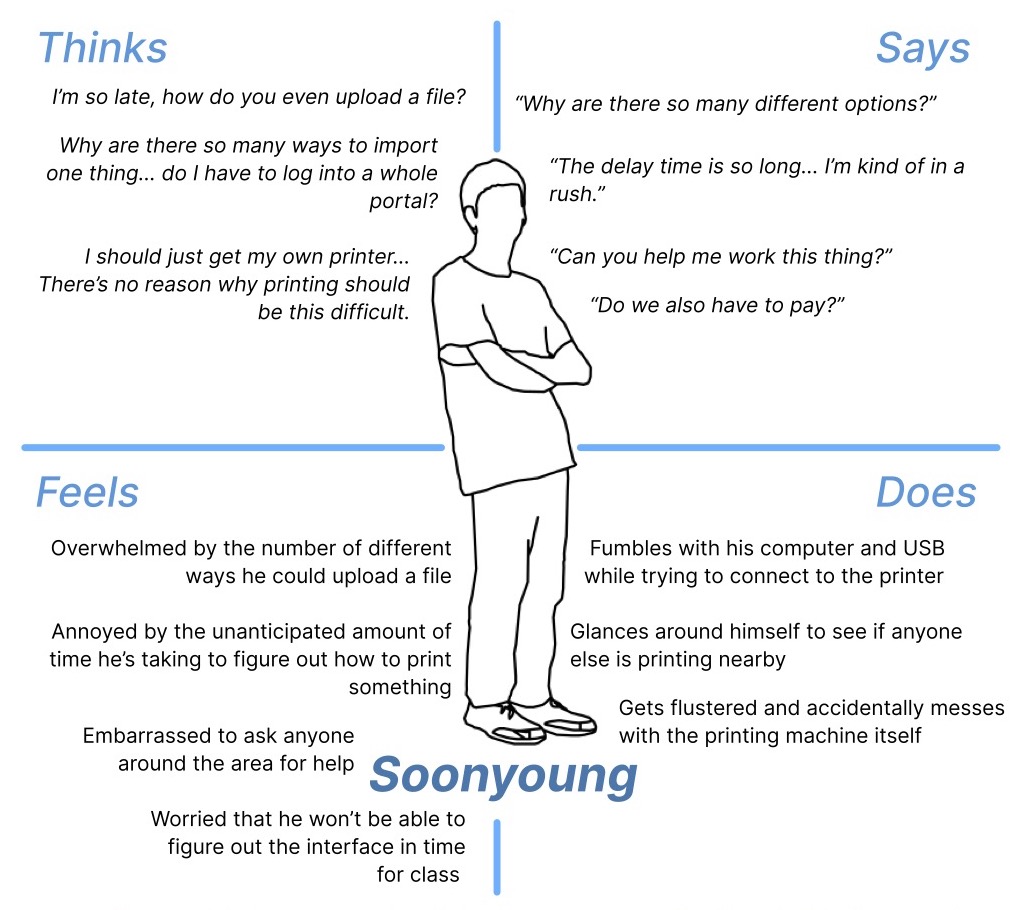 Thinks
I’m so late, how do you even upload a file?
Why are there so many ways to import
one thing... do I have to log into a whole
portal?
I should just get my own printer...
There’s no reason why printing should
be this difficult.
Says
“Why are there so many different options?”
“The delay time is so long... I’m kind of in a
rush.”
“Can you help me work this thing?”
“Do we also have to pay?”
Feels
Overwhelmed by the number of different
ways he could upload a file
Annoyed by the unanticipated amount of
time he’s taking to figure out how to print
something
Embarrassed to ask anyone
around the area for help
Worried that he won’t be able to
figure out the interface in time
for class
Does
Fumbles with his computer and USB
while trying to connect to the printer
Glances around himself to see if anyone
else is printing nearby
Gets flustered and accidentally messes
with the printing machine itself
Soonyoung